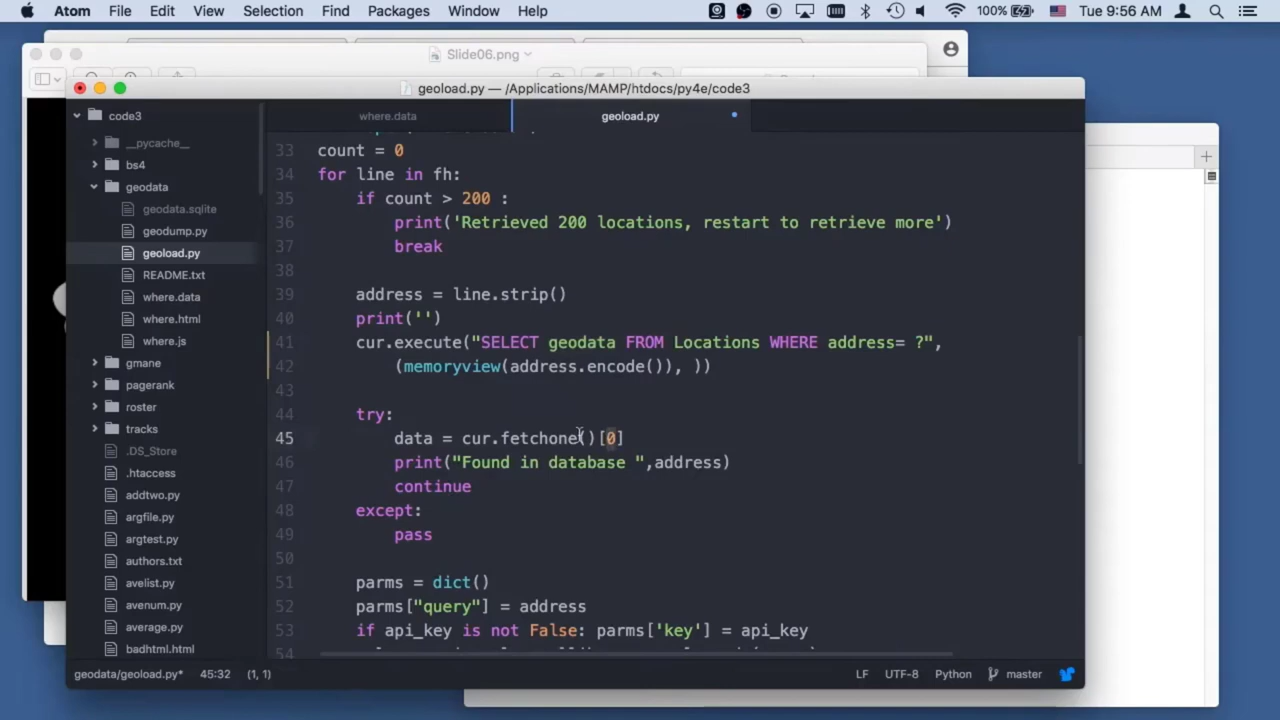 Atom File Edit View Selection Find Packages Window Help 100% Tue 9:56 AM
Slide06.png
geoload.py — /Applications/MAMP/htdocs/py4e/code3
code3
__pycache__
bs4
geodata
geodata.sqlite
geodump.py
geoload.py
README.txt
where.data
where.html
where.js
gmane
pagerank
roster
tracks
.DS_Store
.htaccess
addtwo.py
argfile.py
argtest.py
authors.txt
avelist.py
avenum.py
average.py
badhtml.html
where.data geoload.py
33 count = 0
34 for line in fh:
35 if count > 200 :
36 print('Retrieved 200 locations, restart to retrieve more')
37 break
38
39 address = line.strip()
40 print('')
41 cur.execute("SELECT geodata FROM Locations WHERE address= ?",
42 (memoryview(address.encode()), ))
43
44 try:
45 data = cur.fetchone()[0]
46 print("Found in database ",address)
47 continue
48 except:
49 pass
50
51 parms = dict()
52 parms["query"] = address
53 if api_key is not False: parms['key'] = api_key
54
geodata/geoload.py* 45:32 (1, 1) LF UTF-8 Python master